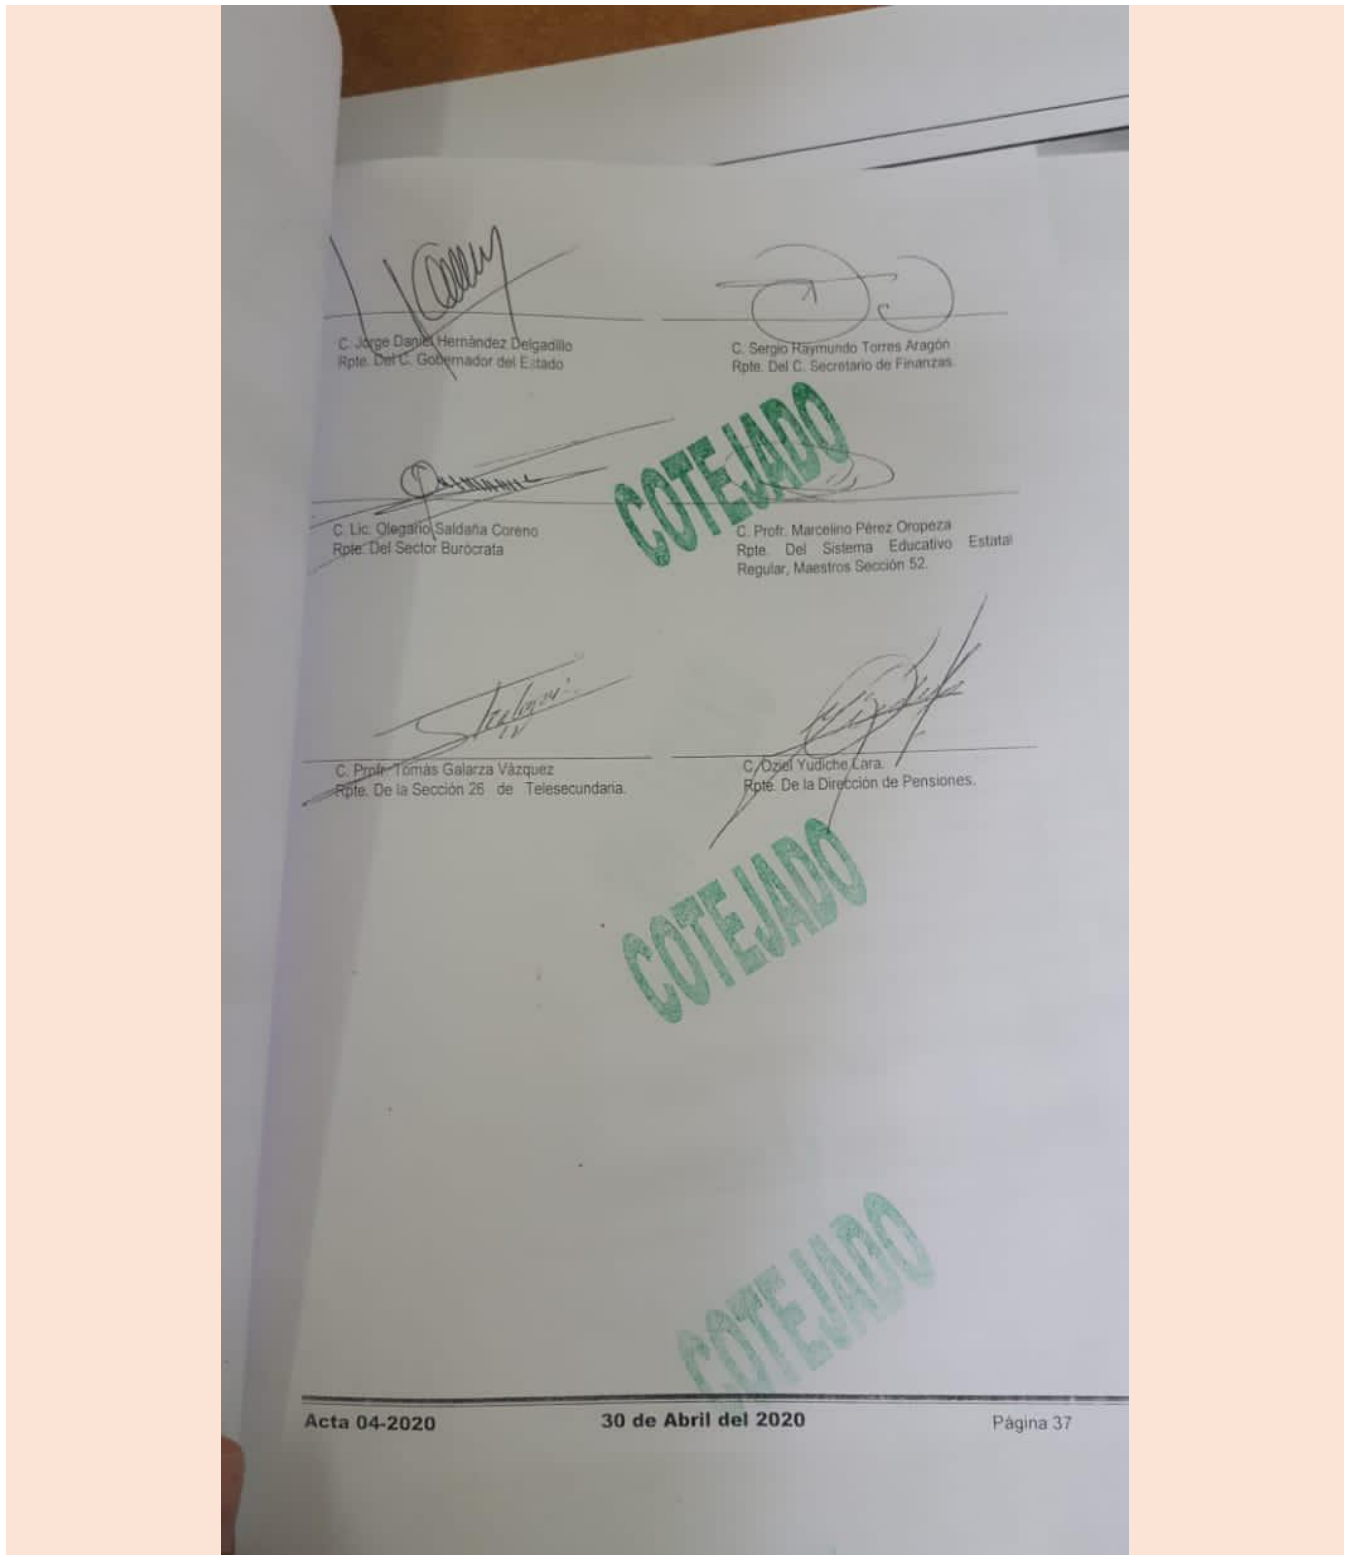 C. Jorge Daniel Hernández Delgadillo
Rpte. Del C. Gobernador del Estado
C. Sergio Raymundo Torres Aragón
Rpte. Del C. Secretario de Finanzas.
COTEJADO
C. Lic. Olegario Saldaña Coreno
Rpte. Del Sector Burócrata
C. Profr. Marcelino Pérez Oropeza
Rpte. Del Sistema Educativo Estatal
Regular, Maestros Sección 52.
C. Profr. Tomás Galarza Vázquez
Rpte. De la Sección 26 de Telesecundaria.
C. Oziel Yudiche Lara.
Rpte. De la Dirección de Pensiones.
COTEJADO
COTEJADO
Acta 04-2020
30 de Abril del 2020
Página 37